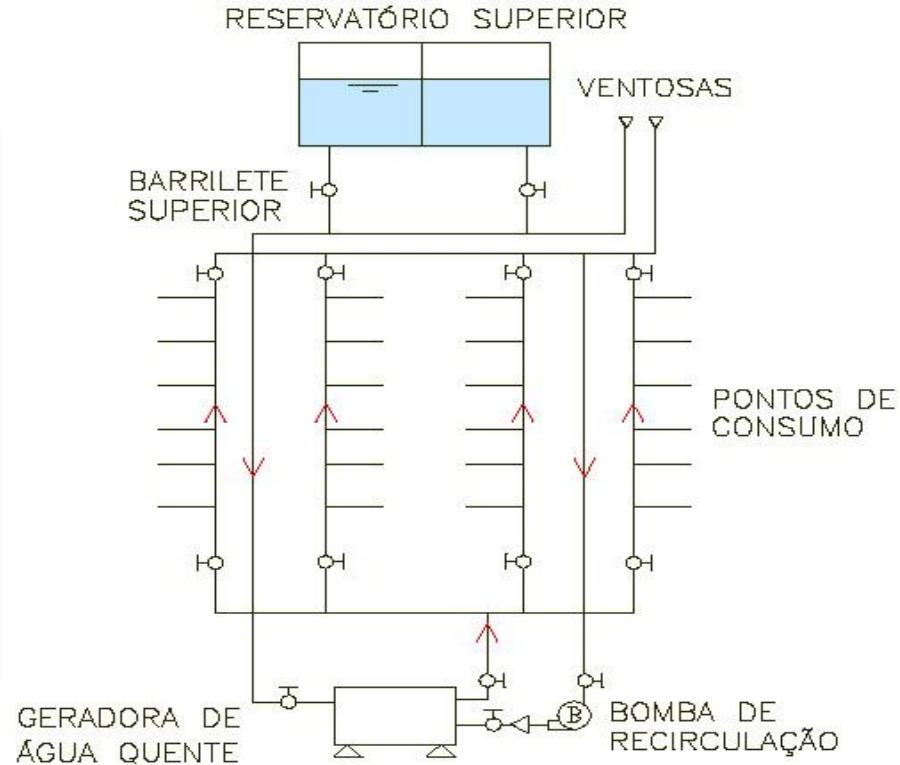 RESERVATÓRIO SUPERIOR
VENTOSAS
BARRILETE
SUPERIOR
PONTOS DE
CONSUMO
GERADORA DE
ÁGUA QUENTE
B
BOMBA DE
RECIRCULAÇÃO